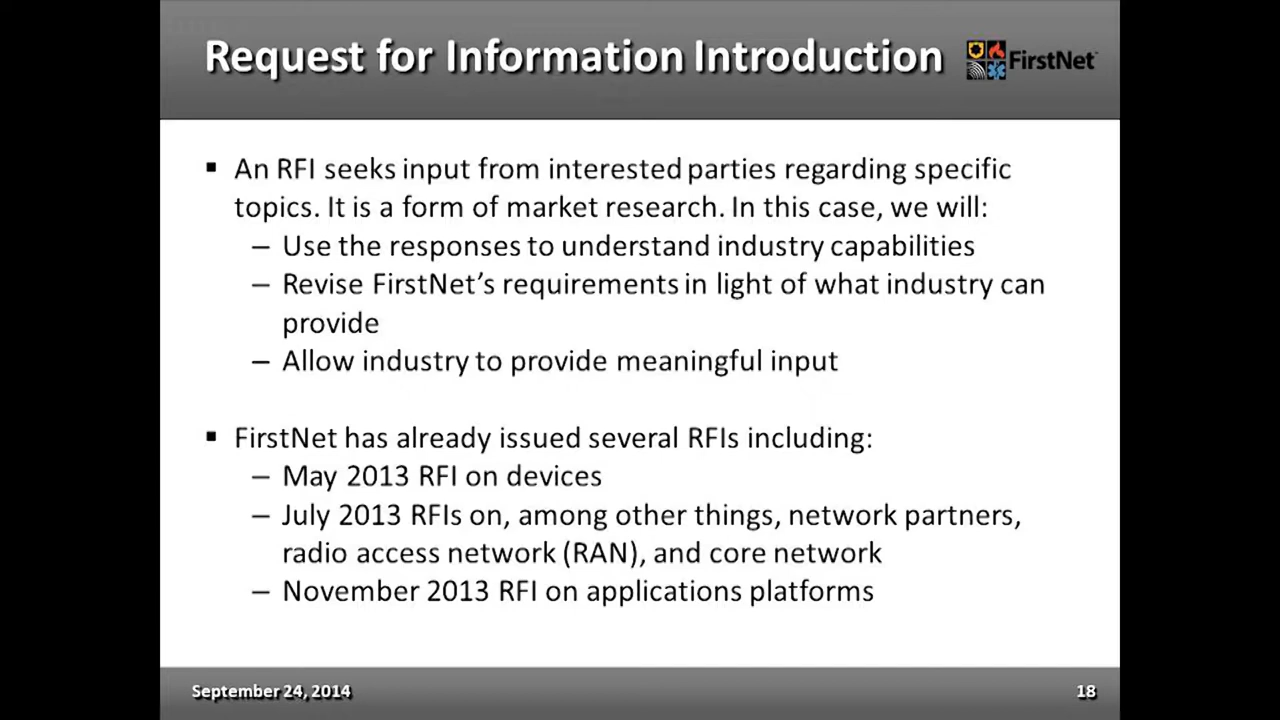 Request for Information Introduction
FirstNet
▪ An RFI seeks input from interested parties regarding specific
topics. It is a form of market research. In this case, we will:
– Use the responses to understand industry capabilities
– Revise FirstNet’s requirements in light of what industry can
provide
– Allow industry to provide meaningful input
▪ FirstNet has already issued several RFIs including:
– May 2013 RFI on devices
– July 2013 RFIs on, among other things, network partners,
radio access network (RAN), and core network
– November 2013 RFI on applications platforms
September 24, 2014
18